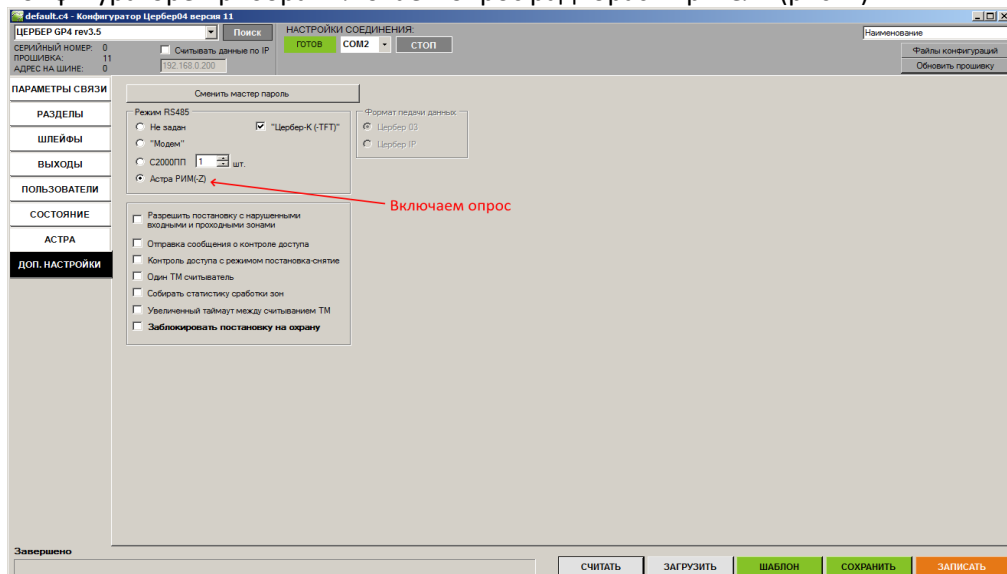 default.c4 - Конфигуратор Цербер04 версия 11
ЦЕРБЕР GP4 rev3.5
Поиск
НАСТРОЙКИ СОЕДИНЕНИЯ:
ГОТОВ COM2 СТОП
Наименование
СЕРИЙНЫЙ НОМЕР: 0
ПРОШИВКА: 11
АДРЕС НА ШИНЕ: 0
Считывать данные по IP
192.168.0.200
Файлы конфигураций
Обновить прошивку
ПАРАМЕТРЫ СВЯЗИ
РАЗДЕЛЫ
ШЛЕЙФЫ
ВЫХОДЫ
ПОЛЬЗОВАТЕЛИ
СОСТОЯНИЕ
АСТРА
ДОП. НАСТРОЙКИ
Сменить мастер пароль
Режим RS485
Не задан
"Цербер-К (-TFT)"
"Модем"
С2000ПП 1 шт.
Астра РИМ(-Z)
Формат педачи данных
Цербер 03
Цербер IP
Включаем опрос
Разрешить постановку с нарушенными
входными и проходными зонами
Отправка сообщения о контроле доступа
Контроль доступа с режимом постановка-снятие
Один ТМ считыватель
Собирать статистику сработки зон
Увеличенный таймаут между считыванием ТМ
Заблокировать постановку на охрану
Завершено
СЧИТАТЬ ЗАГРУЗИТЬ ШАБЛОН СОХРАНИТЬ ЗАПИСАТЬ